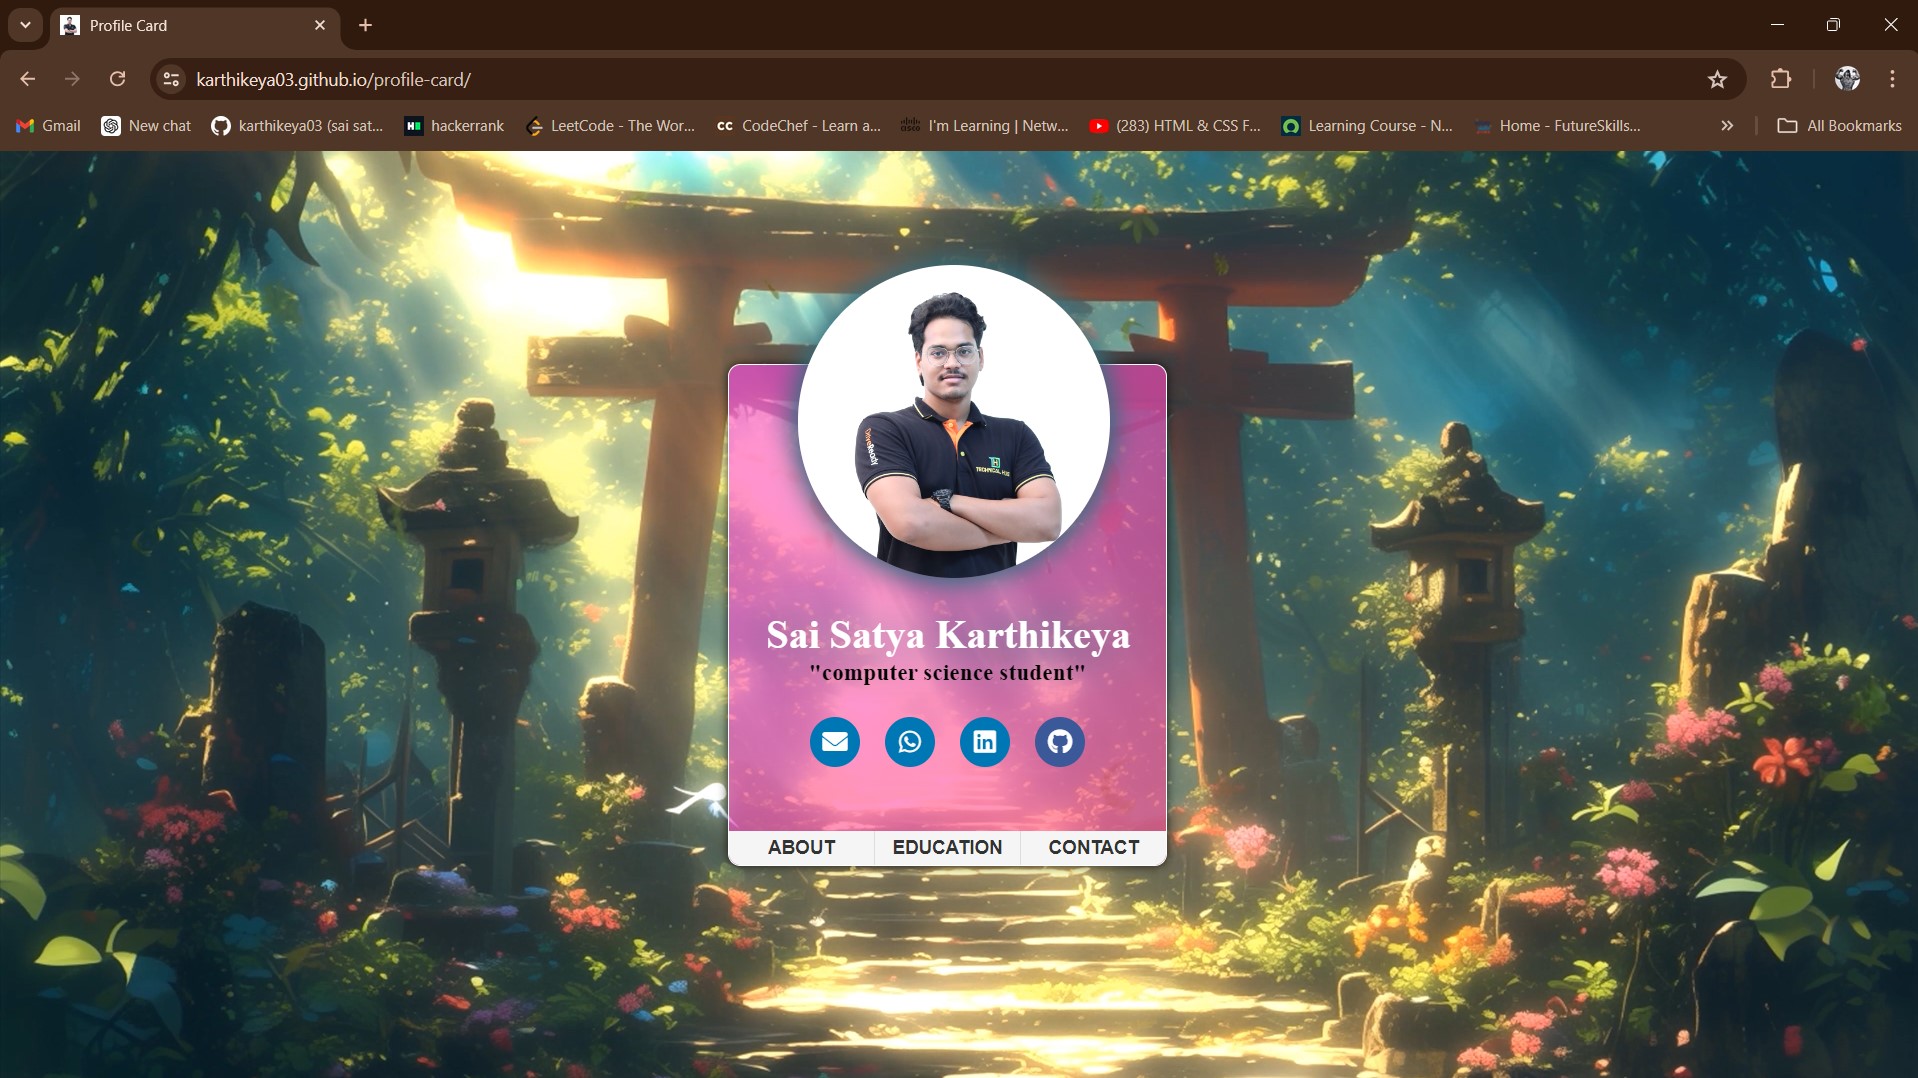 Profile Card
karthikeya03.github.io/profile-card/
Gmail
New chat
karthikeya03 (sai sat...
hackerrank
LeetCode - The Wor...
CodeChef - Learn a...
I'm Learning | Netw...
(283) HTML & CSS F...
Learning Course - N...
Home - FutureSkills...
All Bookmarks
TECHNICAL HUB
Sai Satya Karthikeya
"computer science student"
ABOUT
EDUCATION
CONTACT